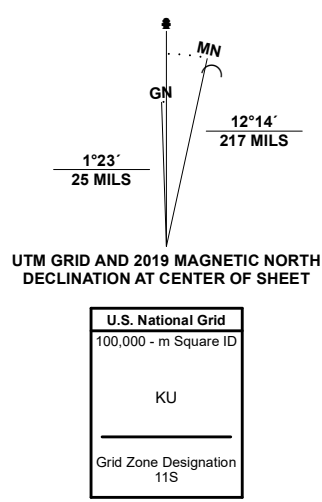 MN
GN
12°14´
217 MILS
1°23´
25 MILS
UTM GRID AND 2019 MAGNETIC NORTH
DECLINATION AT CENTER OF SHEET
U.S. National Grid
100,000 - m Square ID
KU
Grid Zone Designation
11S